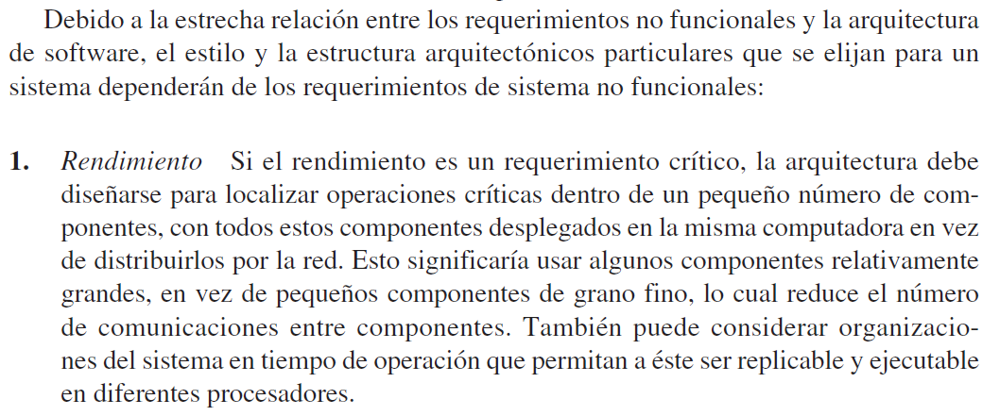 Debido a la estrecha relación entre los requerimientos no funcionales y la arquitectura
de software, el estilo y la estructura arquitectónicos particulares que se elijan para un
sistema dependerán de los requerimientos de sistema no funcionales:
1. Rendimiento Si el rendimiento es un requerimiento crítico, la arquitectura debe
diseñarse para localizar operaciones críticas dentro de un pequeño número de com-
ponentes, con todos estos componentes desplegados en la misma computadora en vez
de distribuirlos por la red. Esto significaría usar algunos componentes relativamente
grandes, en vez de pequeños componentes de grano fino, lo cual reduce el número
de comunicaciones entre componentes. También puede considerar organizacio-
nes del sistema en tiempo de operación que permitan a éste ser replicable y ejecutable
en diferentes procesadores.